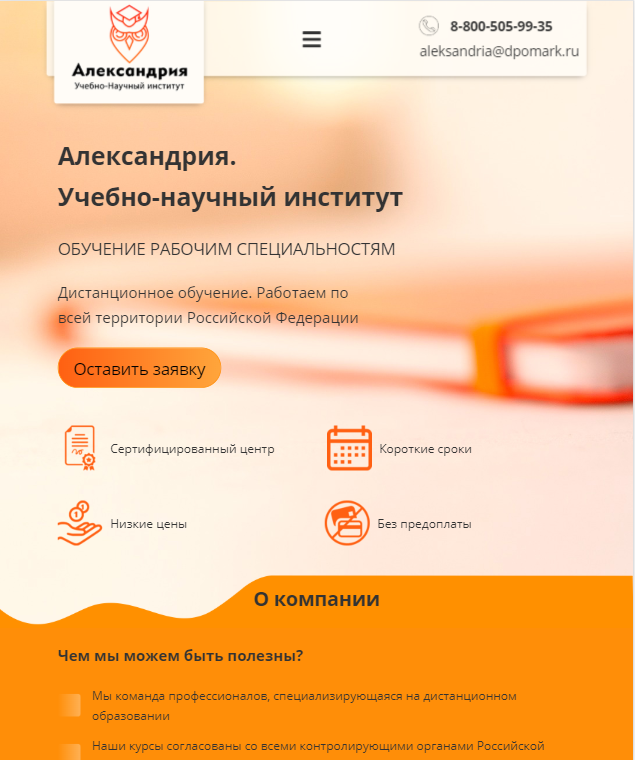 Александрия
Учебно-Научный институт
8-800-505-99-35
aleksandria@dpomark.ru
Александрия.
Учебно-научный институт
ОБУЧЕНИЕ РАБОЧИМ СПЕЦИАЛЬНОСТЯМ
Дистанционное обучение. Работаем по
всей территории Российской Федерации
Оставить заявку
Сертифицированный центр
Короткие сроки
Низкие цены
Без предоплаты
О компании
Чем мы можем быть полезны?
Мы команда профессионалов, специализирующаяся на дистанционном
образовании
Наши курсы согласованы со всеми контролирующими органами Российской